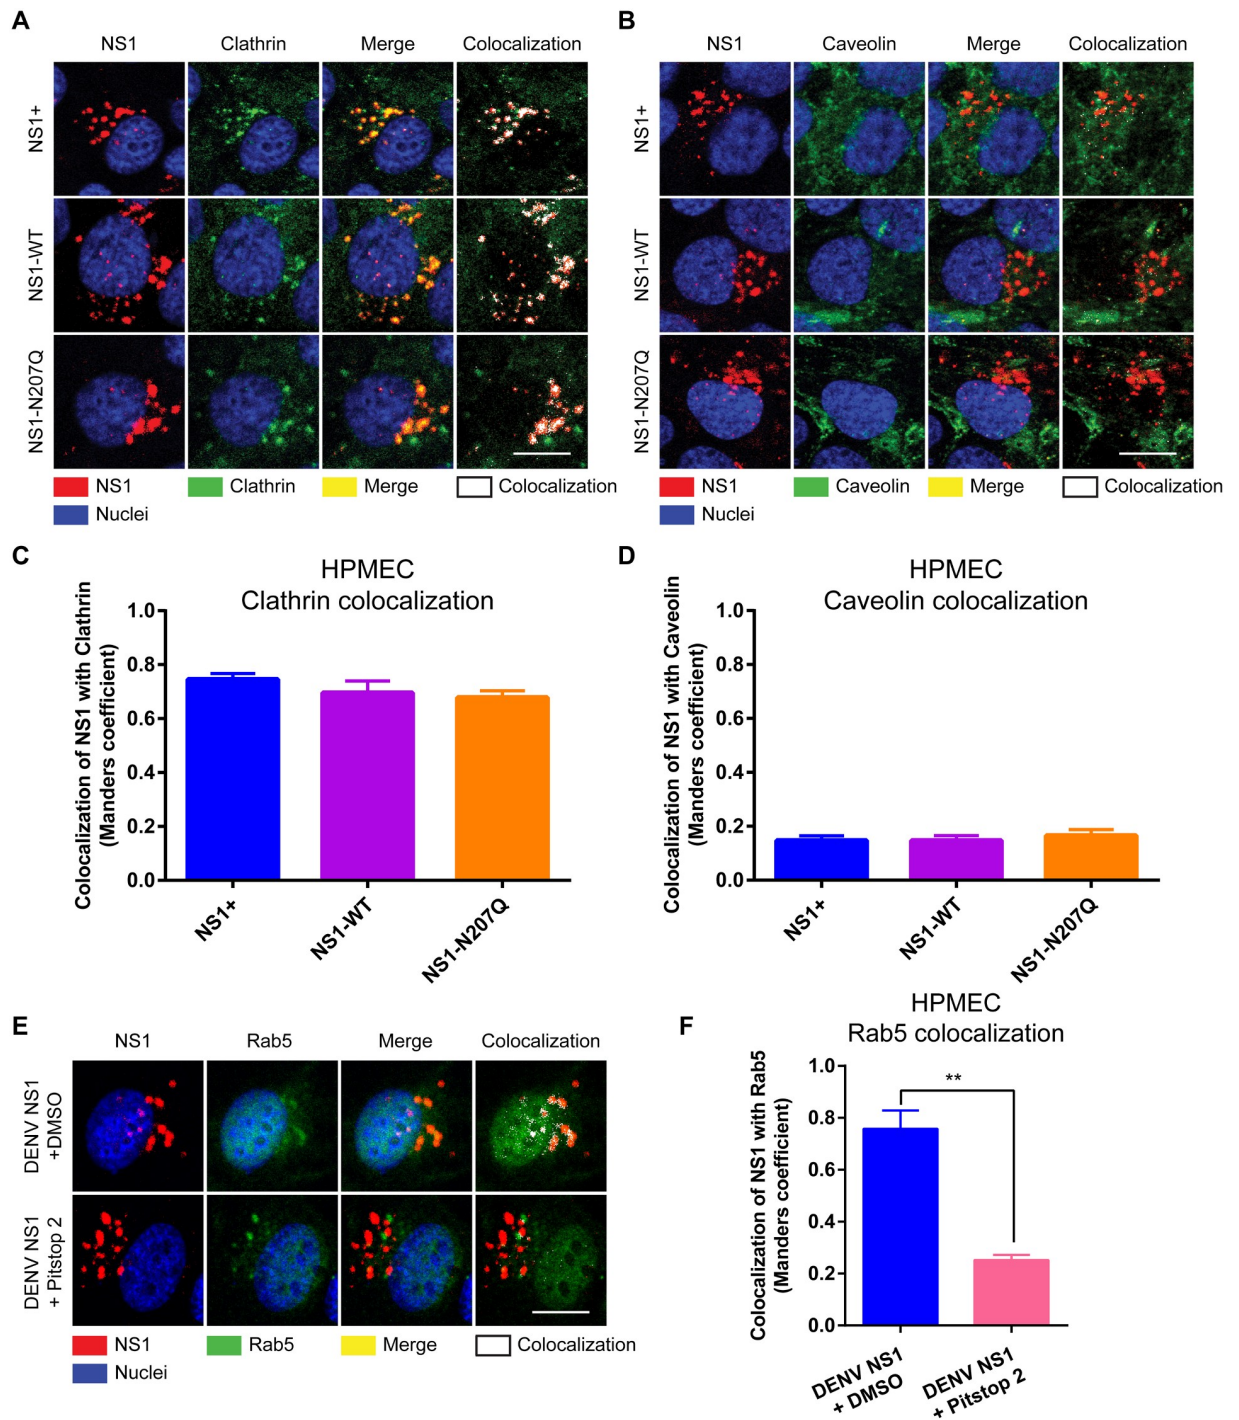 A
NS1 Clathrin Merge Colocalization
NS1+
NS1-WT
NS1-N207Q
NS1 Clathrin Merge Colocalization
Nuclei
B
NS1 Caveolin Merge Colocalization
NS1+
NS1-WT
NS1-N207Q
NS1 Caveolin Merge Colocalization
Nuclei
C
HPMEC
Clathrin colocalization
Colocalization of NS1 with Clathrin
(Manders coefficient)
1.0
0.8
0.6
0.4
0.2
0.0
NS1+
NS1-WT
NS1-N207Q
D
HPMEC
Caveolin colocalization
Colocalization of NS1 with Caveolin
(Manders coefficient)
1.0
0.8
0.6
0.4
0.2
0.0
NS1+
NS1-WT
NS1-N207Q
E
NS1 Rab5 Merge Colocalization
DENV NS1
+DMSO
DENV NS1
+ Pitstop 2
NS1 Rab5 Merge Colocalization
Nuclei
F
HPMEC
Rab5 colocalization
Colocalization of NS1 with Rab5
(Manders coefficient)
1.0
0.8
0.6
0.4
0.2
0.0
**
DENV NS1
+ DMSO
DENV NS1
+ Pitstop 2